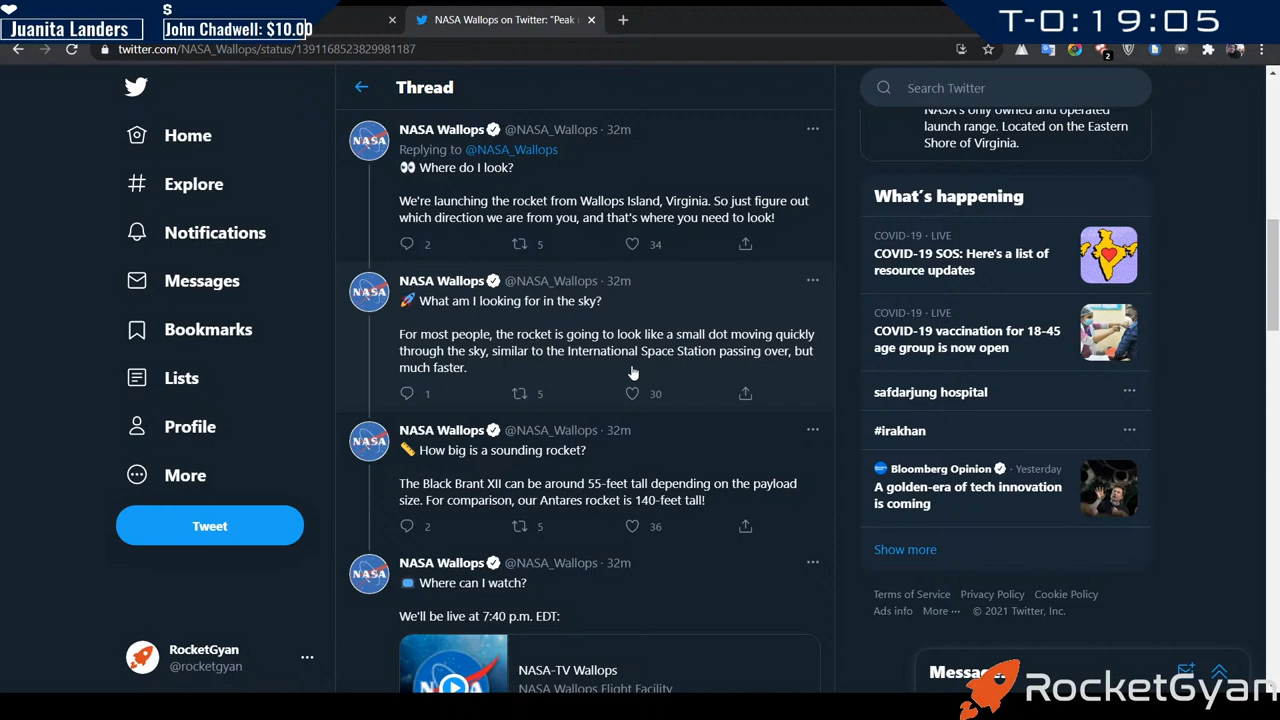 Juanita Landers
$
John Chadwell: $10.00
NASA Wallops on Twitter: "Peak
T-0:19:05
twitter.com/NASA_Wallops/status/1391168523829981187
2
Home
Explore
Notifications
Messages
Bookmarks
Lists
Profile
More
Tweet
RocketGyan
@rocketgyan
Thread
NASA Wallops @NASA_Wallops · 32m
Replying to @NASA_Wallops
👀 Where do I look?
We're launching the rocket from Wallops Island, Virginia. So just figure out
which direction we are from you, and that's where you need to look!
2 5 34
NASA Wallops @NASA_Wallops · 32m
🚀 What am I looking for in the sky?
For most people, the rocket is going to look like a small dot moving quickly
through the sky, similar to the International Space Station passing over, but
much faster.
1 5 30
NASA Wallops @NASA_Wallops · 32m
📏 How big is a sounding rocket?
The Black Brant XII can be around 55-feet tall depending on the payload
size. For comparison, our Antares rocket is 140-feet tall!
2 5 36
NASA Wallops @NASA_Wallops · 32m
Where can I watch?
We'll be live at 7:40 p.m. EDT:
NASA-TV Wallops
NASA Wallops Flight Facility
Search Twitter
NASA's only owned and operated
launch range. Located on the Eastern
Shore of Virginia.
What's happening
COVID-19 · LIVE
COVID-19 SOS: Here's a list of
resource updates
COVID-19 · LIVE
COVID-19 vaccination for 18-45
age group is now open
safdarjung hospital
#irakhan
Bloomberg Opinion · Yesterday
A golden-era of tech innovation
is coming
Show more
Terms of Service Privacy Policy Cookie Policy
Ads info More ··· © 2021 Twitter, Inc.
Messages
RocketGyan